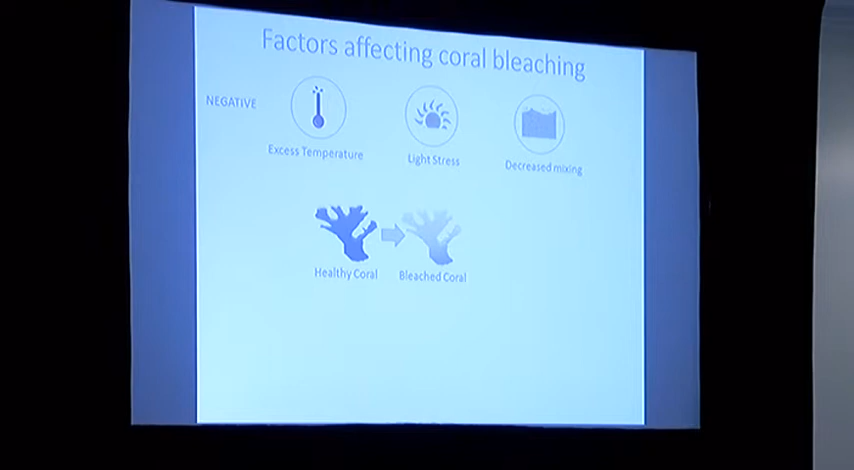 Factors affecting coral bleaching
NEGATIVE
Excess Temperature
Light Stress
Decreased mixing
Healthy Coral
Bleached Coral